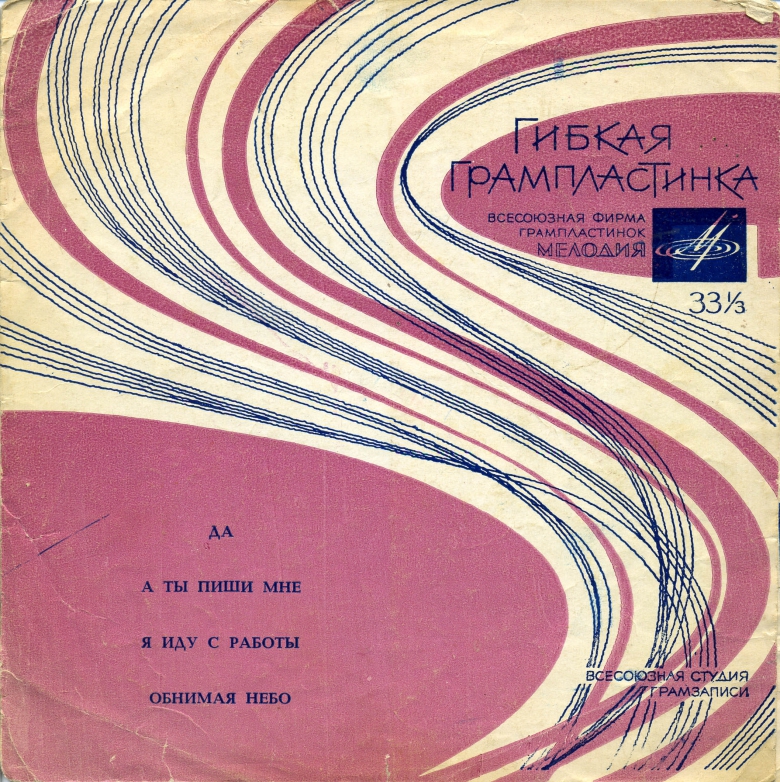 ГИБКАЯ
ГРАМПЛАСТИНКА
ВСЕСОЮЗНАЯ ФИРМА
ГРАМПЛАСТИНОК
МЕЛОДИЯ
33⅓
ДА
А ТЫ ПИШИ МНЕ
Я ИДУ С РАБОТЫ
ОБНИМАЯ НЕБО
ВСЕСОЮЗНАЯ СТУДИЯ
ГРАМЗАПИСИ